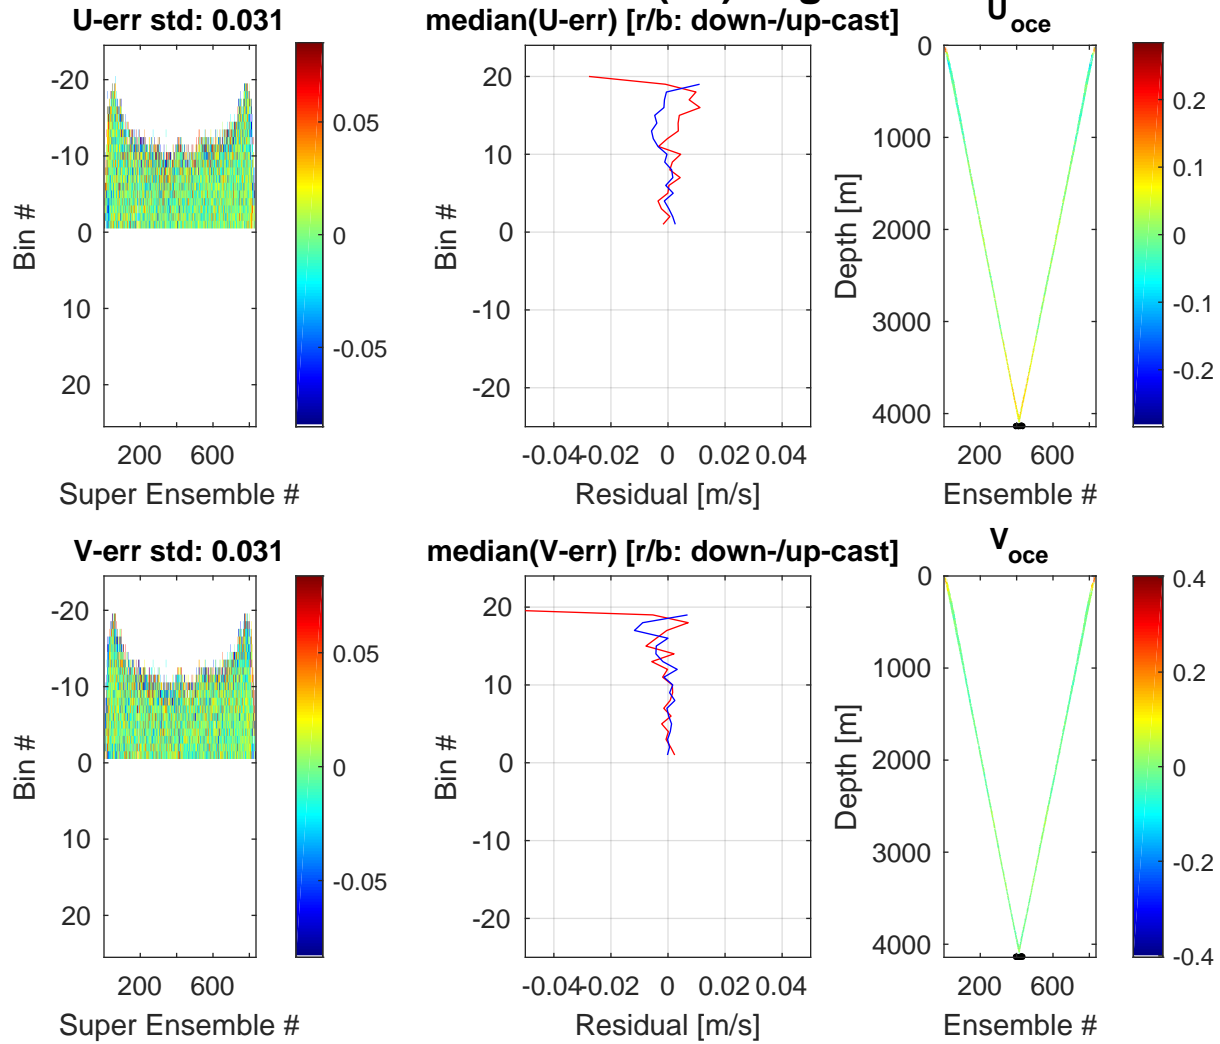 U-err std: 0.031
median(U-err) [r/b: down-/up-cast]
U oce
-20
-10
0
10
20
Bin #
200 600
Super Ensemble #
0.05
0
-0.05
20
10
0
-10
-20
Bin #
-0.04 -0.02 0 0.02 0.04
Residual [m/s]
0
1000
2000
3000
4000
Depth [m]
200 600
Ensemble #
0.2
0.1
0
-0.1
-0.2
V-err std: 0.031
median(V-err) [r/b: down-/up-cast]
V oce
-20
-10
0
10
20
Bin #
200 600
Super Ensemble #
0.05
0
-0.05
20
10
0
-10
-20
Bin #
-0.04 -0.02 0 0.02 0.04
Residual [m/s]
0
1000
2000
3000
4000
Depth [m]
200 600
Ensemble #
0.4
0.2
0
-0.2
-0.4